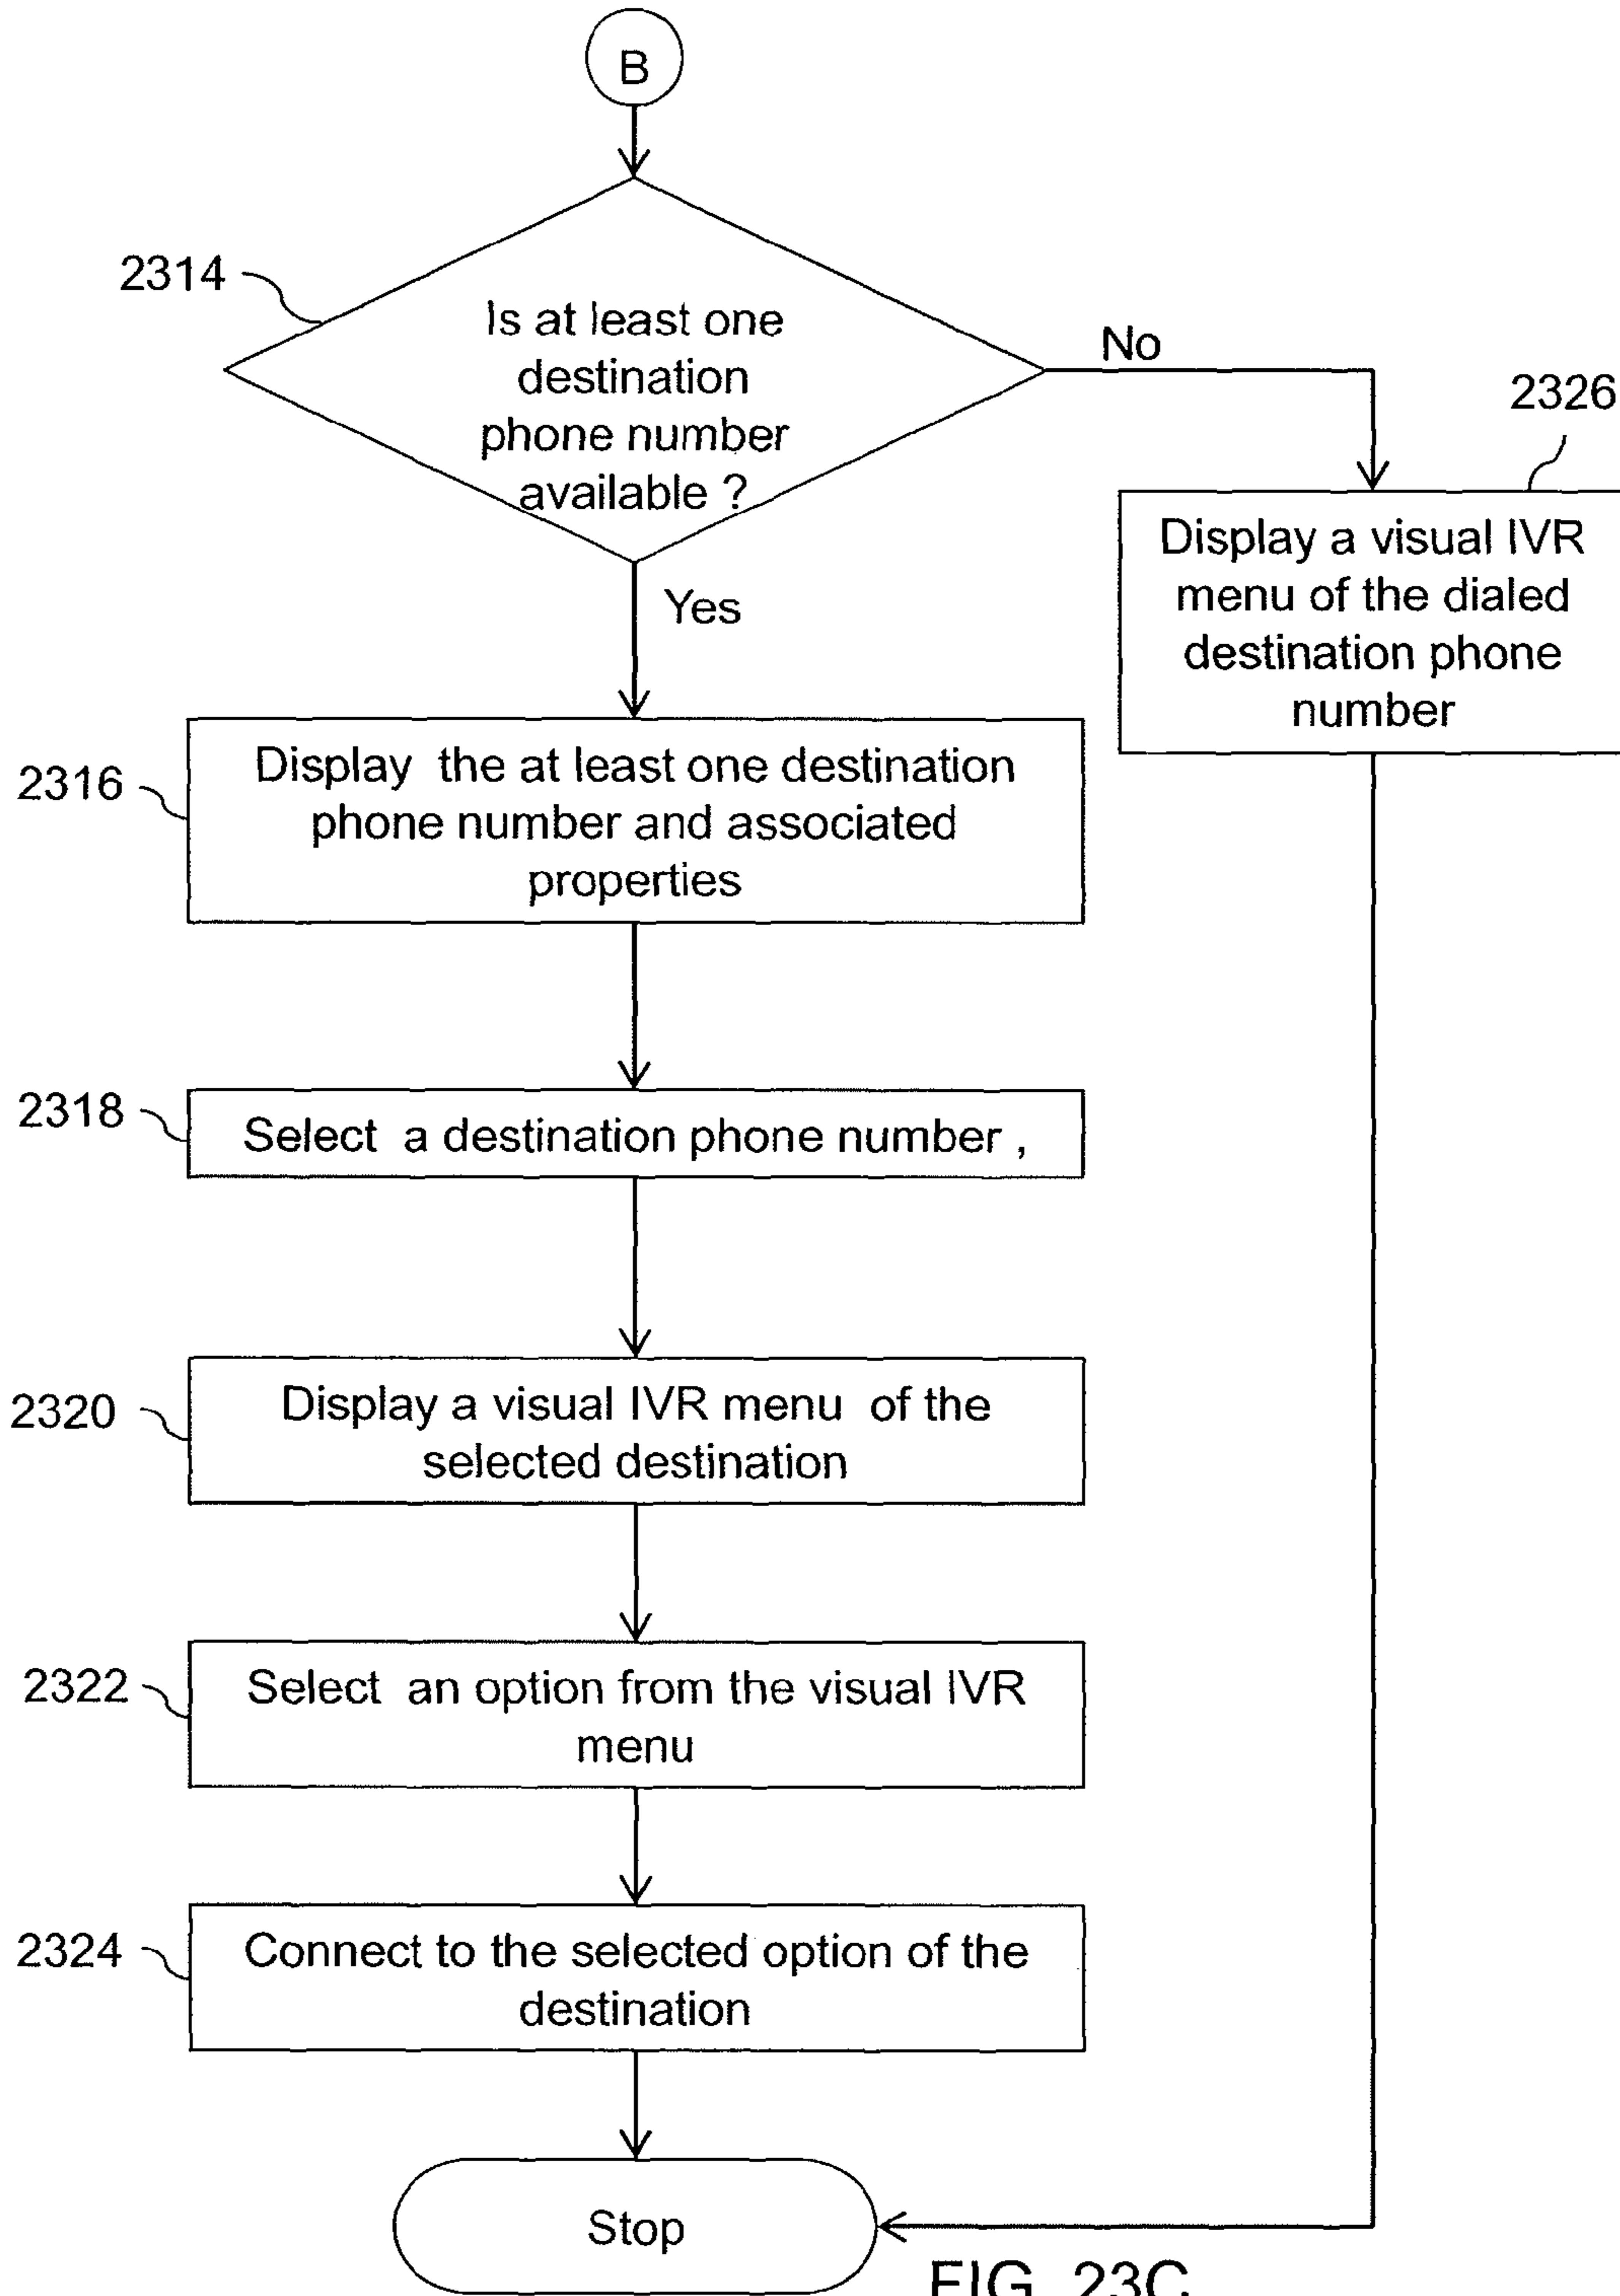 B
2314
Is at least one
destination
phone number
available ?
No
2326
Display a visual IVR
menu of the dialed
destination phone
number
Yes
2316
Display the at least one destination
phone number and associated
properties
2318
Select a destination phone number ,
2320
Display a visual IVR menu of the
selected destination
2322
Select an option from the visual IVR
menu
2324
Connect to the selected option of the
destination
Stop
FIG. 23C